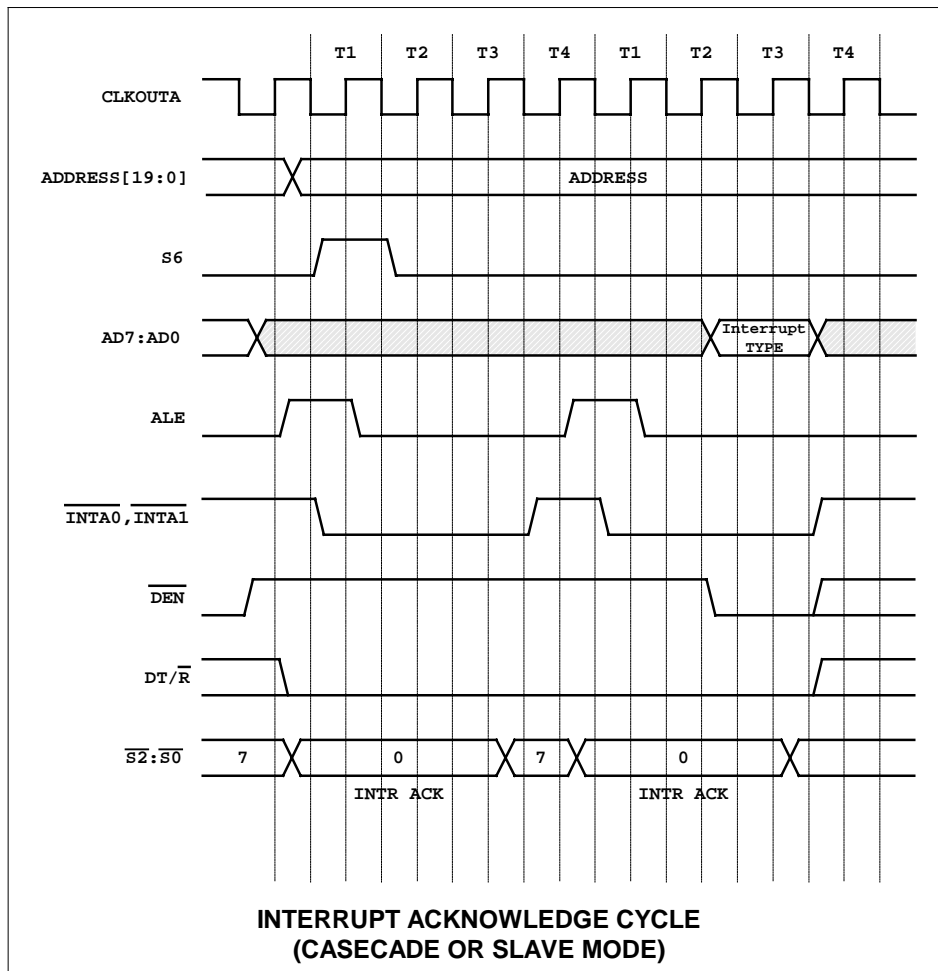 T1 T2 T3 T4 T1 T2 T3 T4
CLKOUTA
ADDRESS[19:0] ADDRESS
S6
AD7:AD0 Interrupt
TYPE
ALE
INTA0,INTA1
DEN
DT/R
S2:S0 7 0 7 0
INTR ACK INTR ACK
INTERRUPT ACKNOWLEDGE CYCLE
(CASECADE OR SLAVE MODE)